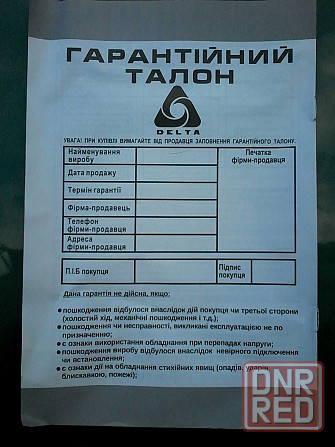 ГАРАНТІЙНИЙ
ТАЛОН
DELTA
УВАГА! ПРИ КУПІВЛІ ВИМАГАЙТЕ ВІД ПРОДАВЦЯ ЗАПОВНЕННЯ ГАРАНТІЙНОГО ТАЛОНУ.
Найменування
виробу
Печатка
фірми-продавця
Дата продажу
Термін гарантії
Фірма-продавець
Телефон
фірми-продавця
Адреса
фірми-продавця
П.І.Б покупця
Підпис
покупця
Дана гарантія не дійсна, якщо:
•пошкодження відбулося внаслідок дій покупця чи третьої сторони
(холостий хід, механічні пошкодження і т.д.);
•пошкодження чи несправності, викликані експлуатацією не по
призначенню;
•є ознаки використання обладнання при перепадах напруги;
•пошкодження виробу відбулося внаслідок невірного підключення
чи встановлення;
•є ознаки дії на обладнання стихійних явищ (опадів, ударів
блискавкою, пожежі);
DNR
RED